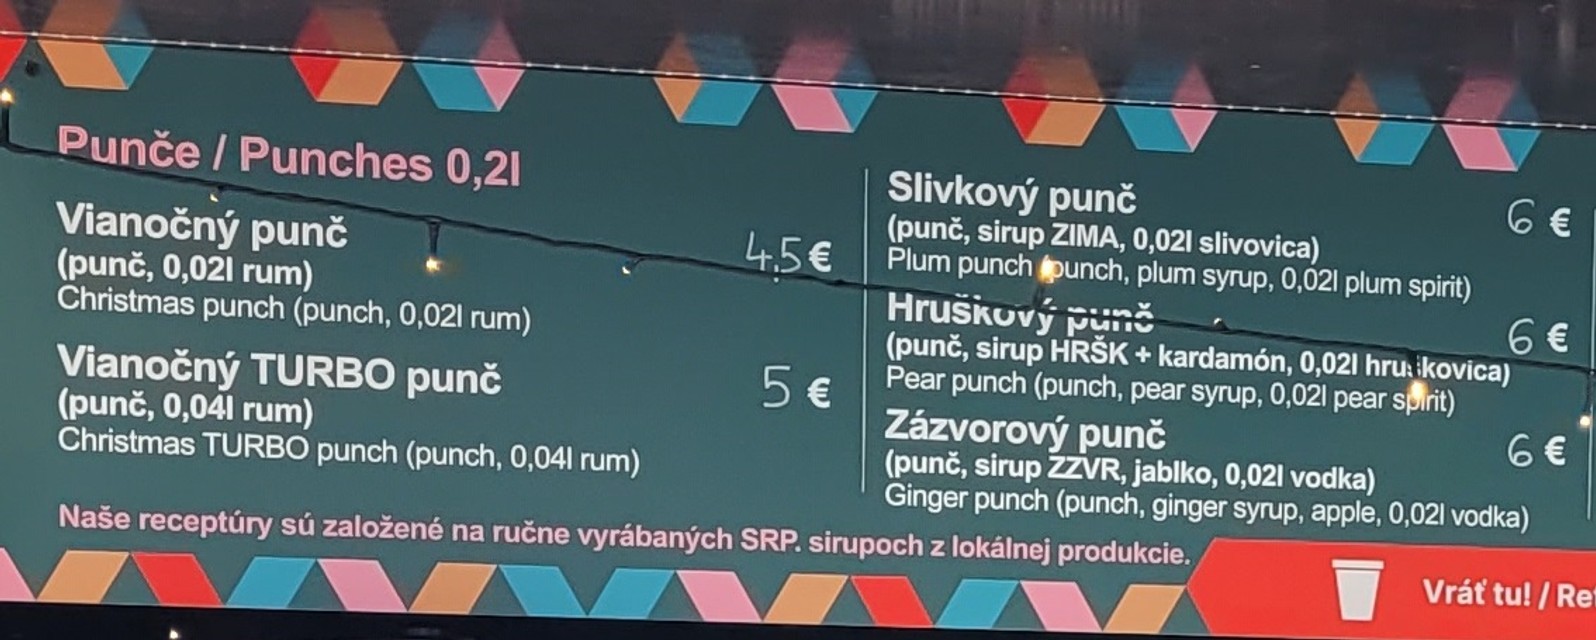 Punče / Punches 0,2l
Vianočný punč
4,5 €
(punč, 0,02l rum)
Christmas punch (punch, 0,02l rum)
Vianočný TURBO punč
5 €
(punč, 0,04l rum)
Christmas TURBO punch (punch, 0,04l rum)
Slivkový punč
6 €
(punč, sirup ZIMA, 0,02l slivovica)
Plum punch (punch, plum syrup, 0,02l plum spirit)
Hruškový punč
6 €
(punč, sirup HRŠK + kardamón, 0,02l hruškovica)
Pear punch (punch, pear syrup, 0,02l pear spirit)
Zázvorový punč
6 €
(punč, sirup ZZVR, jablko, 0,02l vodka)
Ginger punch (punch, ginger syrup, apple, 0,02l vodka)
Naše receptúry sú založené na ručne vyrábaných SRP. sirupoch z lokálnej produkcie.
Vráť tu! /